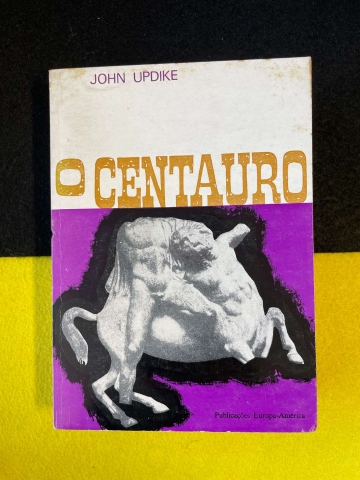 JOHN UPDIKE
O CENTAURO
Publicações Europa-América